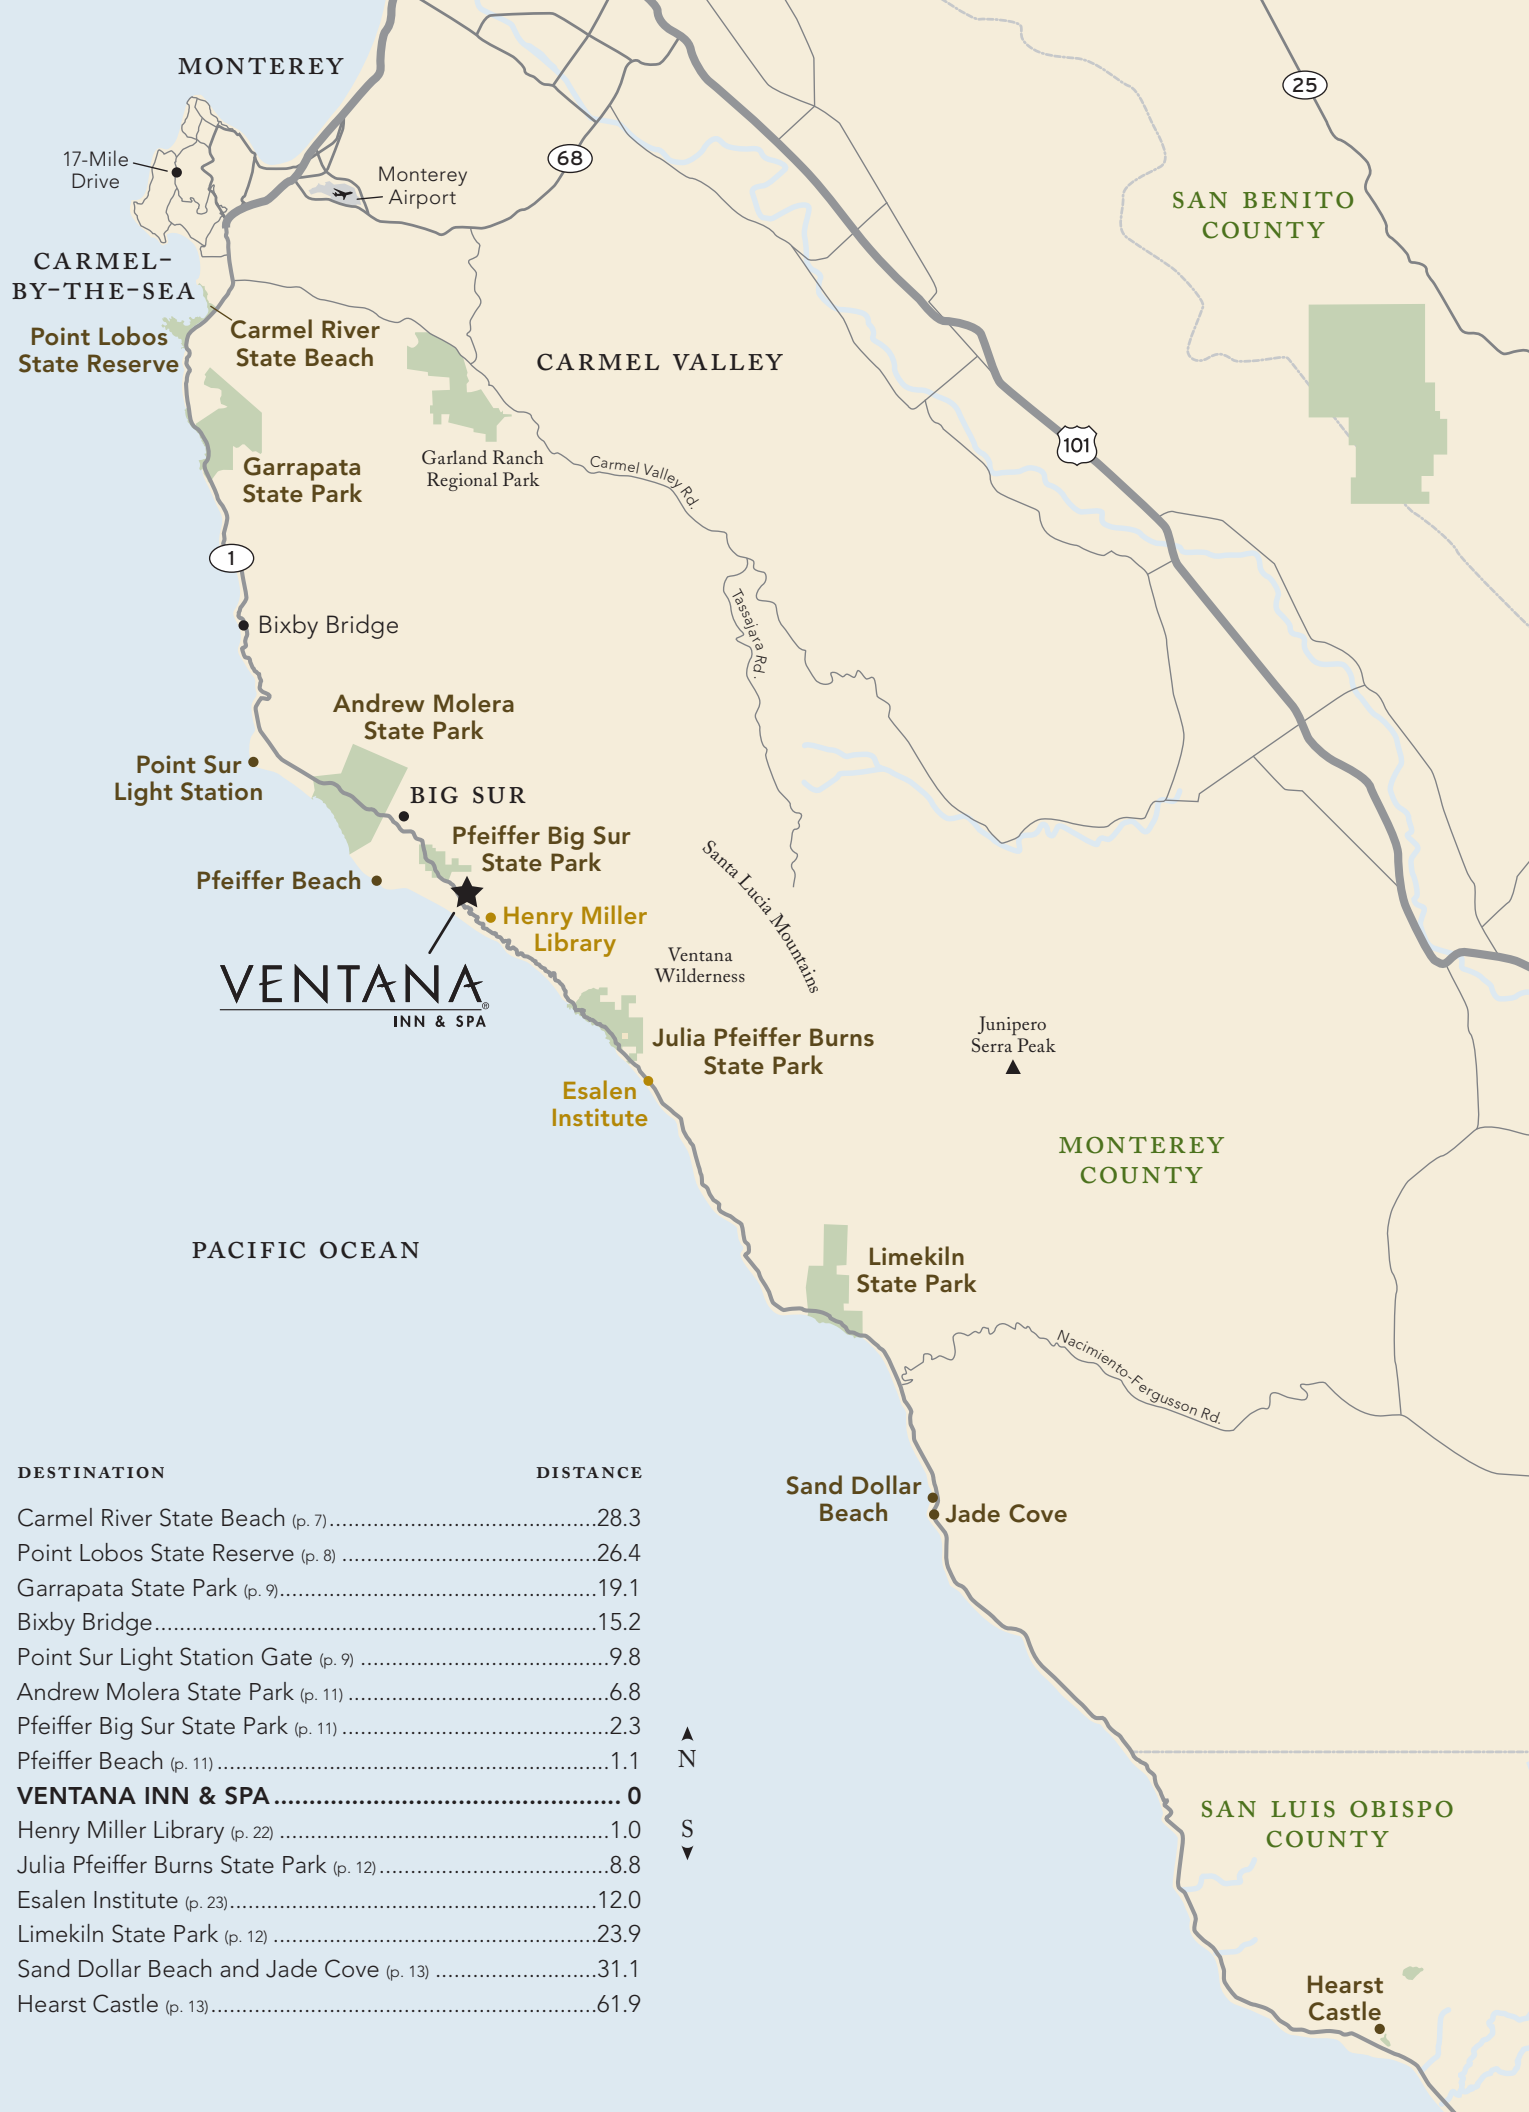 MONTEREY
25
17-Mile
Drive
68
Monterey
Airport
SAN BENITO
COUNTY
CARMEL-
BY-THE-SEA
Point Lobos
State Reserve
Carmel River
State Beach
CARMEL VALLEY
101
Garrapata
State Park
Garland Ranch
Regional Park
Carmel Valley Rd.
1
Bixby Bridge
Tassajara Rd.
Andrew Molera
State Park
Point Sur
Light Station
BIG SUR
Pfeiffer Big Sur
State Park
Pfeiffer Beach
Santa Lucia Mountains
Henry Miller
Library
Ventana
Wilderness
VENTANA®
INN & SPA
Junipero
Serra Peak
Julia Pfeiffer Burns
State Park
Esalen
Institute
MONTEREY
COUNTY
PACIFIC OCEAN
Limekiln
State Park
Nacimiento-Fergusson Rd.
Sand Dollar
Beach
Jade Cove
DESTINATION DISTANCE
Carmel River State Beach (p. 7)......................................28.3
Point Lobos State Reserve (p. 8) ....................................26.4
Garrapata State Park (p. 9).............................................19.1
Bixby Bridge...............................................................15.2
Point Sur Light Station Gate (p. 9) ...................................9.8
Andrew Molera State Park (p. 11) .....................................6.8
Pfeiffer Big Sur State Park (p. 11) ......................................2.3
Pfeiffer Beach (p. 11) ........................................................1.1
VENTANA INN & SPA................................................. 0
Henry Miller Library (p. 22) ...............................................1.0
Julia Pfeiffer Burns State Park (p. 12).................................8.8
Esalen Institute (p. 23)....................................................12.0
Limekiln State Park (p. 12) ..............................................23.9
Sand Dollar Beach and Jade Cove (p. 13) .......................31.1
Hearst Castle (p. 13).......................................................61.9
N
S
SAN LUIS OBISPO
COUNTY
Hearst
Castle